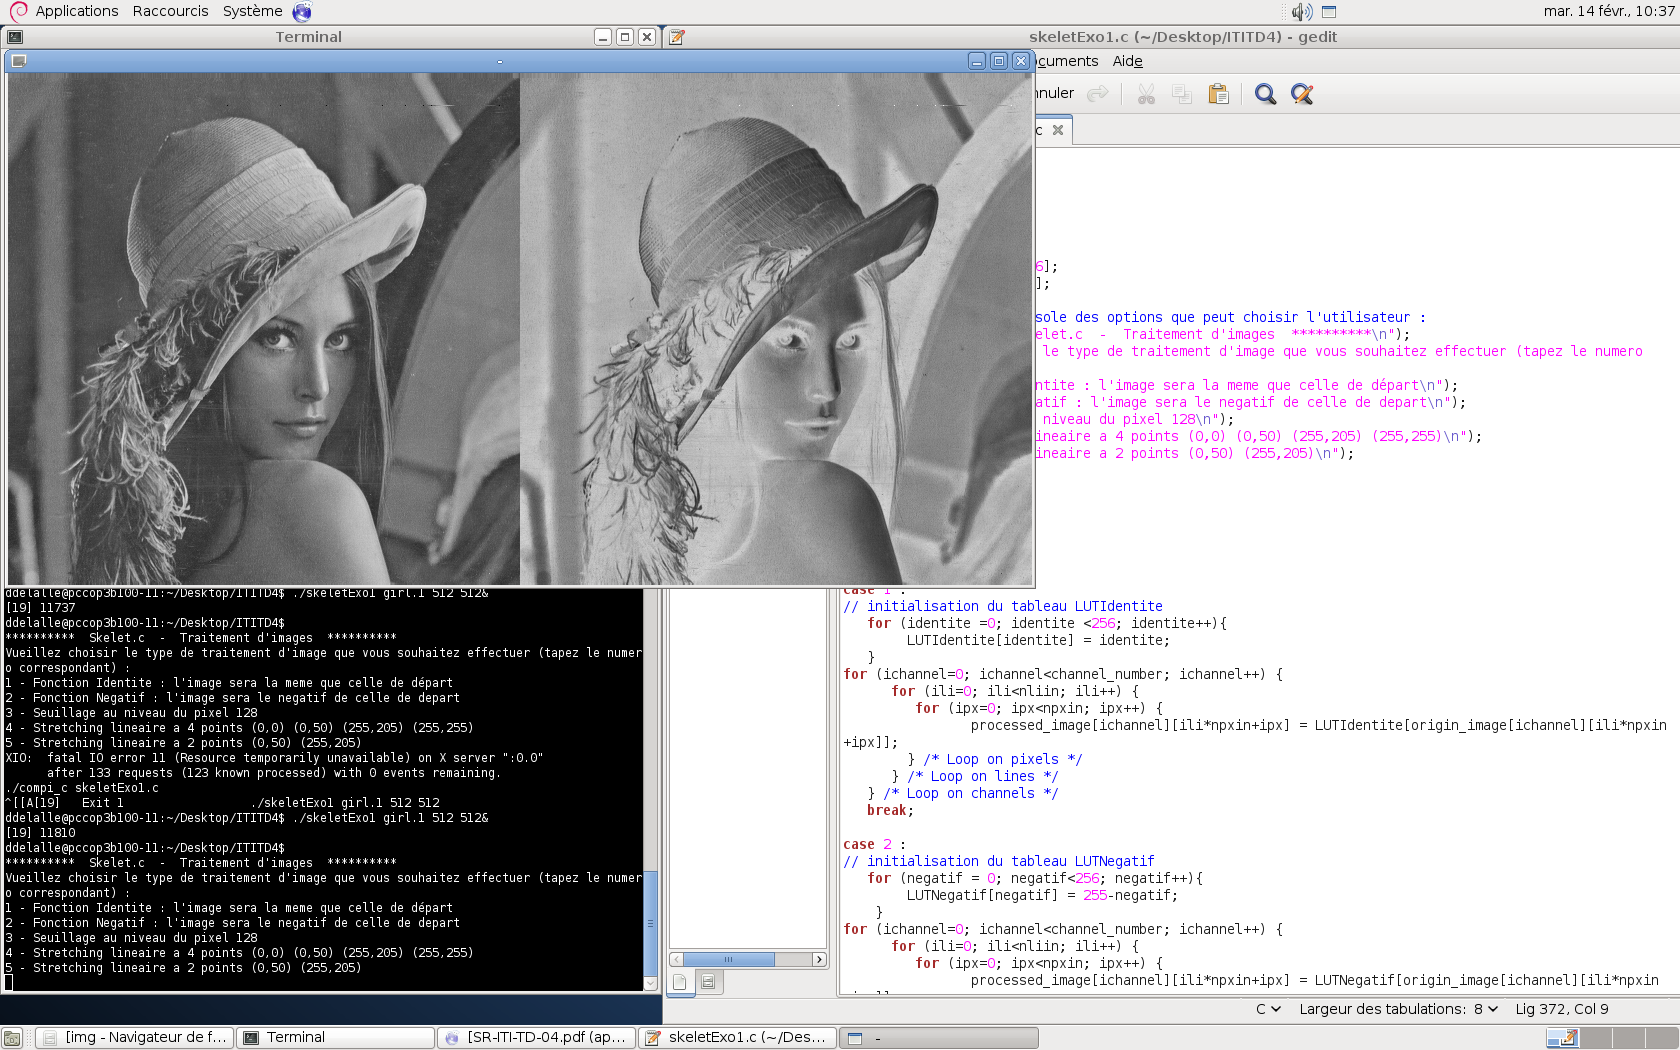 Applications Raccourcis Système
mar. 14 févr., 10:37
Terminal
skeletExo1.c (~/Desktop/ITITD4) - gedit
-
ocuments Aide
nnuler
c
6];
];
sole des options que peut choisir l'utilisateur :
elet.c  -  Traitement d'images  **********\n");
le type de traitement d'image que vous souhaitez effectuer (tapez le numero
ntite : l'image sera la meme que celle de départ\n");
atif : l'image sera le negatif de celle de depart\n");
niveau du pixel 128\n");
ineaire a 4 points (0,0) (0,50) (255,205) (255,255)\n");
ineaire a 2 points (0,50) (255,205)\n");
case 1 :
// initialisation du tableau LUTIdentite
for (identite =0; identite <256; identite++){
LUTIdentite[identite] = identite;
}
for (ichannel=0; ichannel<channel_number; ichannel++) {
for (ili=0; ili<nliin; ili++) {
for (ipx=0; ipx<npxin; ipx++) {
processed_image[ichannel][ili*npxin+ipx] = LUTIdentite[origin_image[ichannel][ili*npxin
+ipx]];
} /* Loop on pixels */
} /* Loop on lines */
} /* Loop on channels */
break;
case 2 :
// initialisation du tableau LUTNegatif
for (negatif = 0; negatif<256; negatif++){
LUTNegatif[negatif] = 255-negatif;
}
for (ichannel=0; ichannel<channel_number; ichannel++) {
for (ili=0; ili<nliin; ili++) {
for (ipx=0; ipx<npxin; ipx++) {
processed_image[ichannel][ili*npxin+ipx] = LUTNegatif[origin_image[ichannel][ili*npxin
ddelalle@pccop3b100-11:~/Desktop/ITITD4$ ./skeletExo1 girl.1 512 512&
[19] 11737
ddelalle@pccop3b100-11:~/Desktop/ITITD4$
**********  Skelet.c  -  Traitement d'images  **********
Vueillez choisir le type de traitement d'image que vous souhaitez effectuer (tapez le numer
o correspondant) :
1 - Fonction Identite : l'image sera la meme que celle de départ
2 - Fonction Negatif : l'image sera le negatif de celle de depart
3 - Seuillage au niveau du pixel 128
4 - Stretching lineaire a 4 points (0,0) (0,50) (255,205) (255,255)
5 - Stretching lineaire a 2 points (0,50) (255,205)
XIO:  fatal IO error 11 (Resource temporarily unavailable) on X server ":0.0"
after 133 requests (123 known processed) with 0 events remaining.
./compi_c skeletExo1.c
^[[A[19]   Exit 1                  ./skeletExo1 girl.1 512 512
ddelalle@pccop3b100-11:~/Desktop/ITITD4$ ./skeletExo1 girl.1 512 512&
[19] 11810
ddelalle@pccop3b100-11:~/Desktop/ITITD4$
**********  Skelet.c  -  Traitement d'images  **********
Vueillez choisir le type de traitement d'image que vous souhaitez effectuer (tapez le numer
o correspondant) :
1 - Fonction Identite : l'image sera la meme que celle de départ
2 - Fonction Negatif : l'image sera le negatif de celle de depart
3 - Seuillage au niveau du pixel 128
4 - Stretching lineaire a 4 points (0,0) (0,50) (255,205) (255,255)
5 - Stretching lineaire a 2 points (0,50) (255,205)
C Largeur des tabulations: 8 Lig 372, Col 9
[img - Navigateur de f... Terminal [SR-ITI-TD-04.pdf (ap... skeletExo1.c (~/Des... -